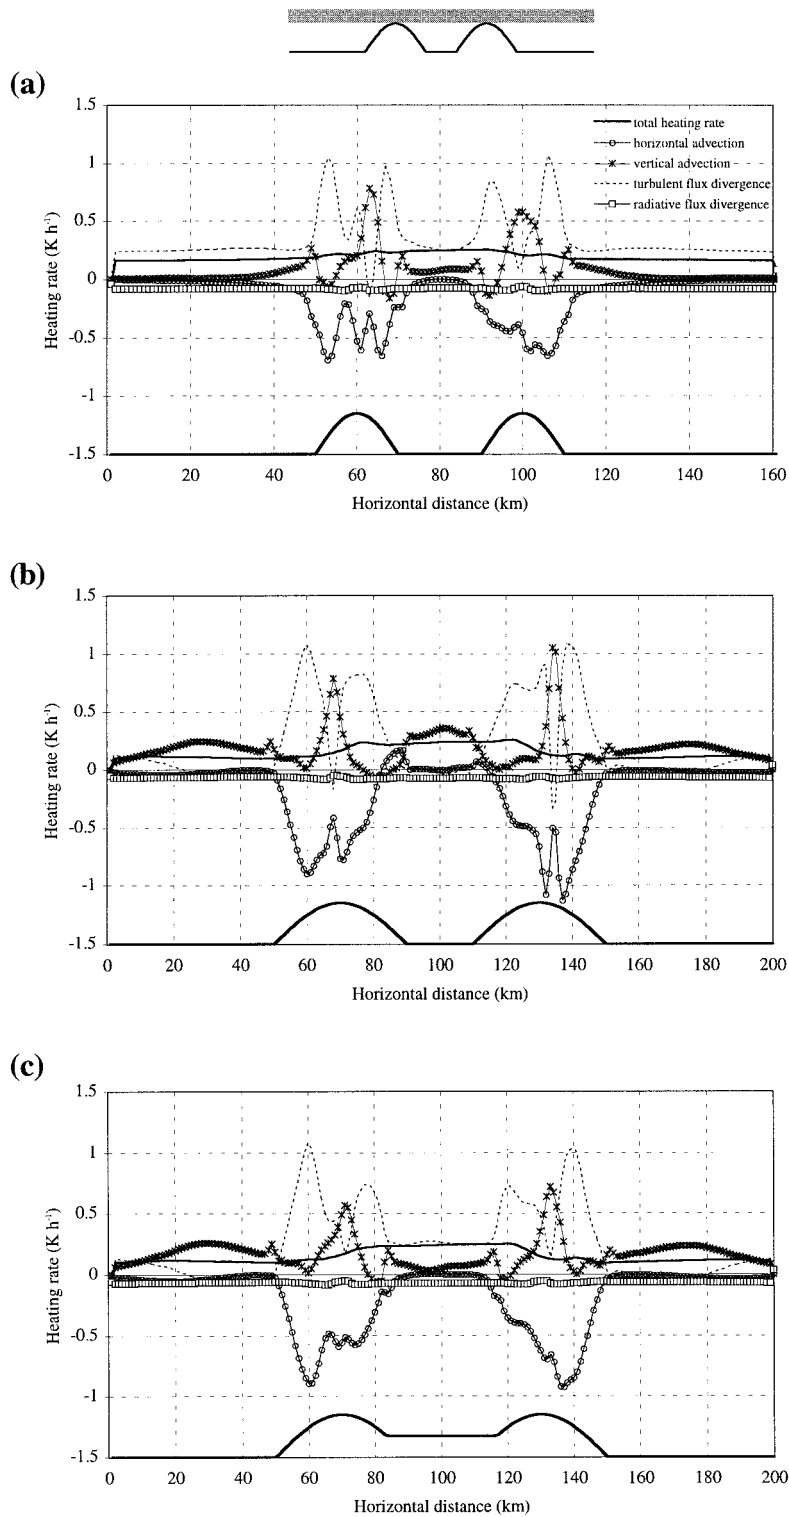 (a)
1.5
1
0.5
0
-0.5
-1
-1.5
Heating rate (K h⁻¹)
total heating rate
horizontal advection
vertical advection
turbulent flux divergence
radiative flux divergence
0 20 40 60 80 100 120 140 160
Horizontal distance (km)
(b)
1.5
1
0.5
0
-0.5
-1
-1.5
Heating rate (K h⁻¹)
0 20 40 60 80 100 120 140 160 180 200
Horizontal distance (km)
(c)
1.5
1
0.5
0
-0.5
-1
-1.5
Heating rate (K h⁻¹)
0 20 40 60 80 100 120 140 160 180 200
Horizontal distance (km)